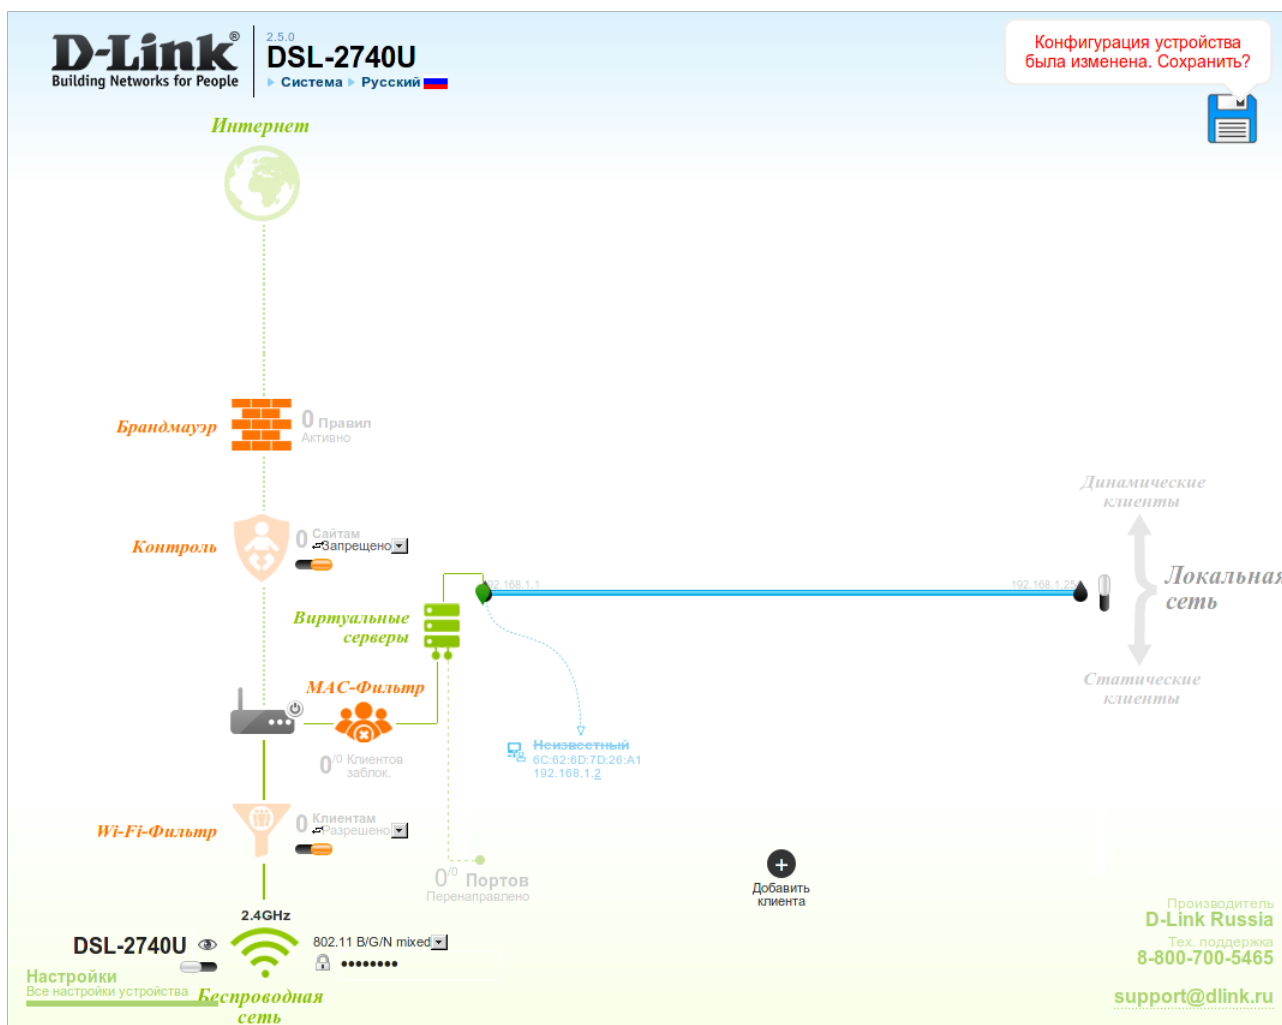 D-Link®
Building Networks for People
2.5.0
DSL-2740U
Система Русский
Конфигурация устройства
была изменена. Сохранить?
Интернет
Брандмауэр
0 Правил
Активно
Динамические
клиенты
Контроль
0 Сайтам
Запрещено
192.168.1.1
192.168.1.25
Локальная
сеть
Виртуальные
серверы
Статические
клиенты
MAC-Фильтр
0/0 Клиентов
заблок.
Неизвестный
6C:62:6D:7D:26:A1
192.168.1.2
Wi-Fi-Фильтр
0 Клиентам
Разрешено
0/0 Портов
Перенаправлено
Добавить
клиента
2.4GHz
DSL-2740U
802.11 B/G/N mixed
••••••••
Настройки
Все настройки устройства
Беспроводная
сеть
Производитель
D-Link Russia
Тех. поддержка
8-800-700-5465
support@dlink.ru